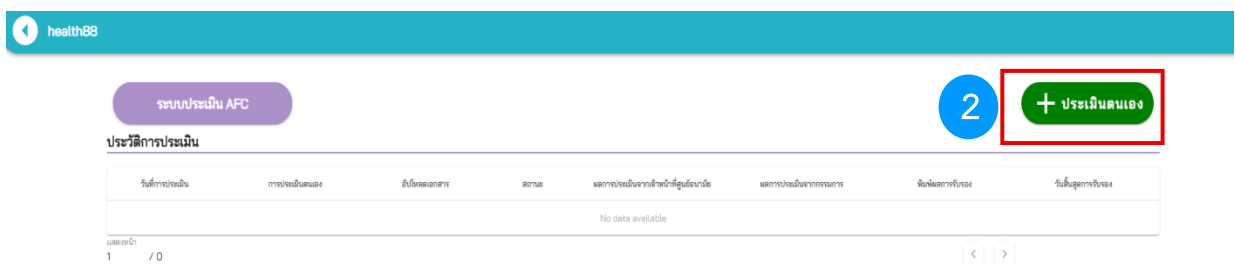 health88
ระบบประเมิน AFC
2
+ ประเมินตนเอง
ประวัติการประเมิน
วันที่การประเมิน การประเมินตนเอง อัปโหลดเอกสาร สถานะ ผลการประเมินจากเจ้าหน้าที่ศูนย์อนามัย ผลการประเมินจากกรรมการ พิมพ์ผลการรับรอง วันสิ้นสุดการรับรอง
No data available
แสดงหน้า
1 / 0